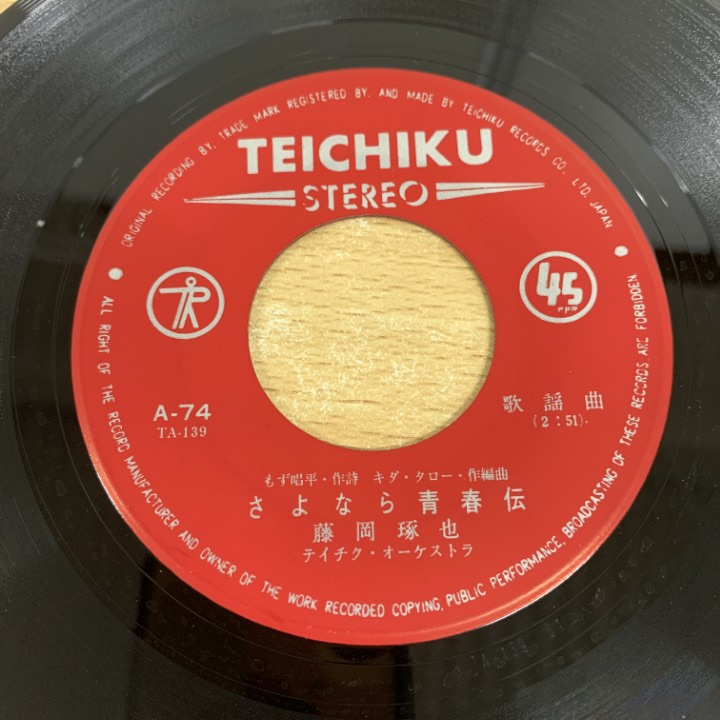 ORIGINAL RECORDING BY. TRADE MARK REGISTERED BY. AND MADE BY TEICHIKU RECORDS CO., LTD. JAPAN
TEICHIKU
STEREO
TR
45
rpm
A-74
TA-139
歌謡曲
(2:51).
もず唱平・作詩 キダ・タロー・作編曲
さよなら青春伝
藤岡琢也
テイチク・オーケストラ
ALL RIGHT OF THE RECORD MANUFACTURER AND OWNER OF THE WORK RECORDED COPYING, PUBLIC PERFORMANCE, BROADCASTING OF THESE RECORDS ARE FORBIDDEN.